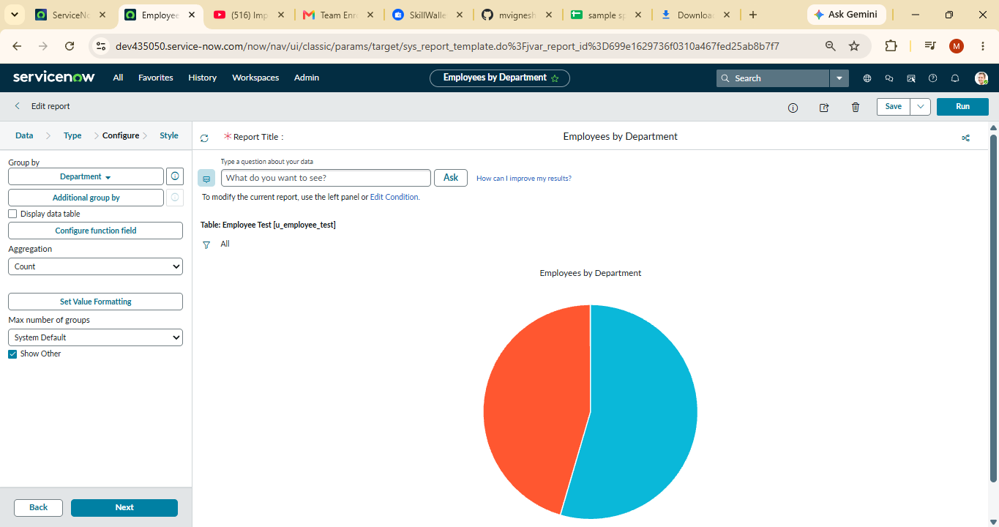 ServiceNo
Employee
(516) Imp
Team Enro
SkillWalle
mvignesh
sample sp
Downloa
Ask Gemini
dev435050.service-now.com/now/nav/ui/classic/params/target/sys_report_template.do%3Fjvar_report_id%3D699e1629736f0310a467fed25ab8b7f7
M
servicenow
All
Favorites
History
Workspaces
Admin
Employees by Department
Search
Edit report
Save
Run
Data
Type
Configure
Style
Group by
Department
Additional group by
Display data table
Configure function field
Aggregation
Count
Set Value Formatting
Max number of groups
System Default
Show Other
Back
Next
*Report Title :
Employees by Department
Type a question about your data
What do you want to see?
Ask
How can I improve my results?
To modify the current report, use the left panel or Edit Condition.
Table: Employee Test [u_employee_test]
All
Employees by Department